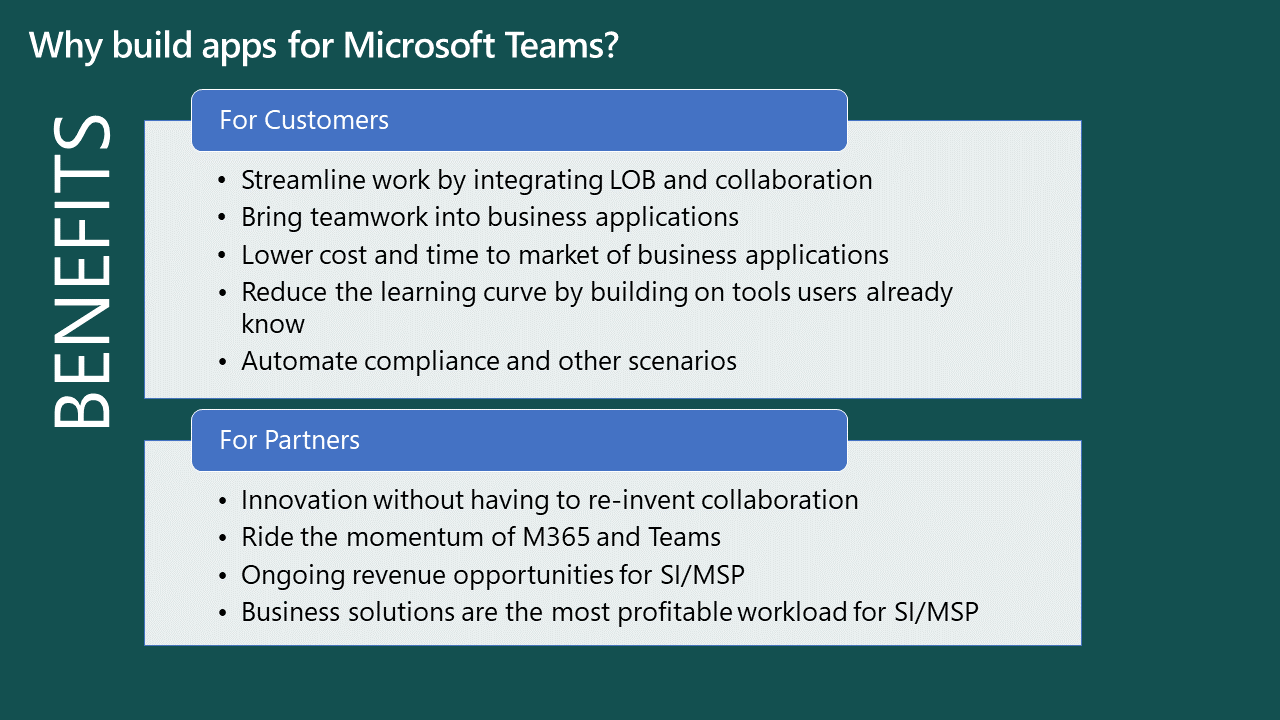 Why build apps for Microsoft Teams?
BENEFITS
For Customers
• Streamline work by integrating LOB and collaboration
• Bring teamwork into business applications
• Lower cost and time to market of business applications
• Reduce the learning curve by building on tools users already
know
• Automate compliance and other scenarios
For Partners
• Innovation without having to re-invent collaboration
• Ride the momentum of M365 and Teams
• Ongoing revenue opportunities for SI/MSP
• Business solutions are the most profitable workload for SI/MSP